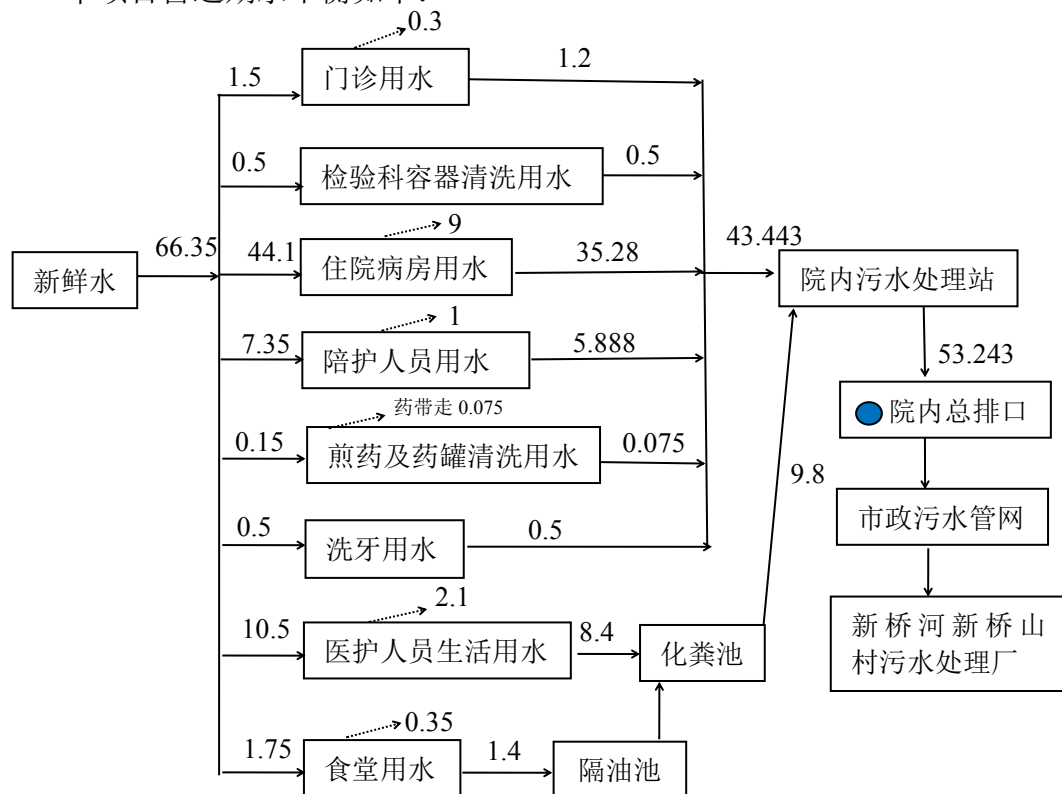 0.3
1.5
门诊用水
1.2
0.5
检验科容器清洗用水
0.5
9
新鲜水
66.35
44.1
住院病房用水
35.28
43.443
院内污水处理站
1
7.35
陪护人员用水
5.888
53.243
药带走 0.075
院内总排口
0.15
煎药及药罐清洗用水
0.075
9.8
市政污水管网
0.5
洗牙用水
0.5
2.1
10.5
医护人员生活用水
8.4
化粪池
新桥河新桥山
村污水处理厂
0.35
1.75
食堂用水
1.4
隔油池